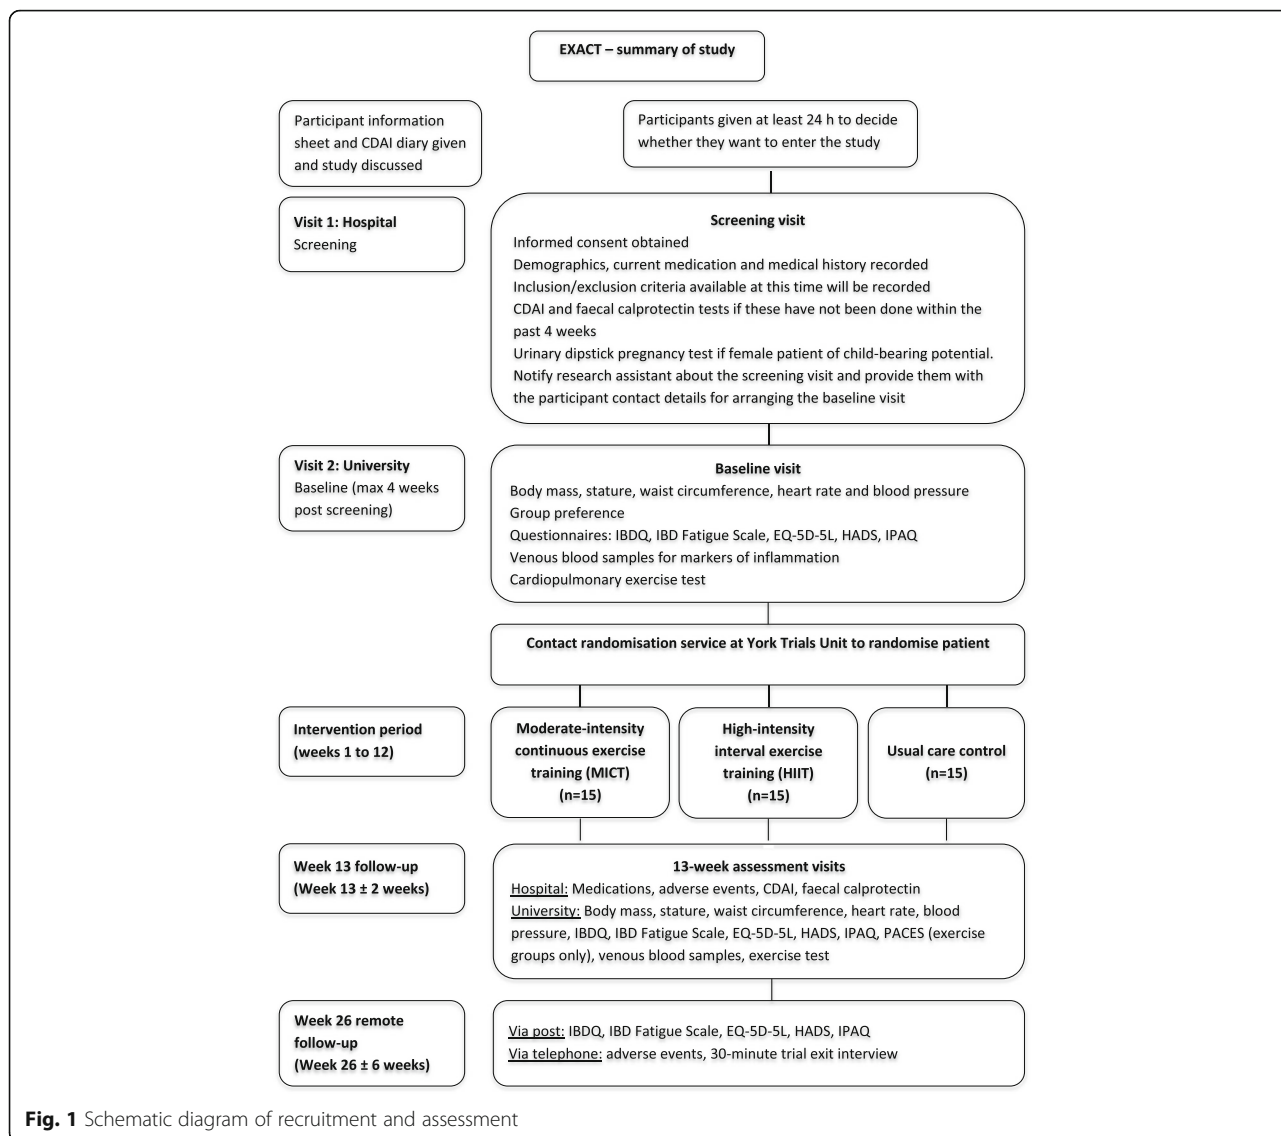 EXACT – summary of study
Participant information
sheet and CDAI diary given
and study discussed
Participants given at least 24 h to decide
whether they want to enter the study
Visit 1: Hospital
Screening
Screening visit
Informed consent obtained
Demographics, current medication and medical history recorded
Inclusion/exclusion criteria available at this time will be recorded
CDAI and faecal calprotectin tests if these have not been done within the
past 4 weeks
Urinary dipstick pregnancy test if female patient of child-bearing potential.
Notify research assistant about the screening visit and provide them with
the participant contact details for arranging the baseline visit
Visit 2: University
Baseline (max 4 weeks
post screening)
Baseline visit
Body mass, stature, waist circumference, heart rate and blood pressure
Group preference
Questionnaires: IBDQ, IBD Fatigue Scale, EQ-5D-5L, HADS, IPAQ
Venous blood samples for markers of inflammation
Cardiopulmonary exercise test
Contact randomisation service at York Trials Unit to randomise patient
Intervention period
(weeks 1 to 12)
Moderate-intensity
continuous exercise
training (MICT)
(n=15)
High-intensity
interval exercise
training (HIIT)
(n=15)
Usual care control
(n=15)
Week 13 follow-up
(Week 13 ± 2 weeks)
13-week assessment visits
Hospital: Medications, adverse events, CDAI, faecal calprotectin
University: Body mass, stature, waist circumference, heart rate, blood
pressure, IBDQ, IBD Fatigue Scale, EQ-5D-5L, HADS, IPAQ, PACES (exercise
groups only), venous blood samples, exercise test
Week 26 remote
follow-up
(Week 26 ± 6 weeks)
Via post: IBDQ, IBD Fatigue Scale, EQ-5D-5L, HADS, IPAQ
Via telephone: adverse events, 30-minute trial exit interview
Fig. 1 Schematic diagram of recruitment and assessment